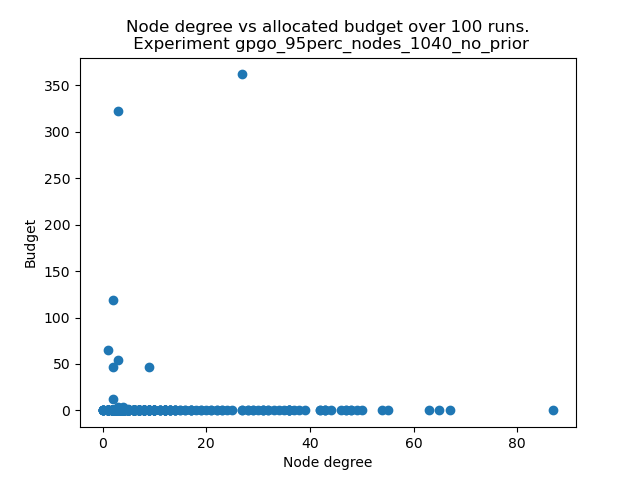 Node degree vs allocated budget over 100 runs.
Experiment gpgo_95perc_nodes_1040_no_prior
350
300
250
200
150
100
50
0
Budget
0 20 40 60 80
Node degree